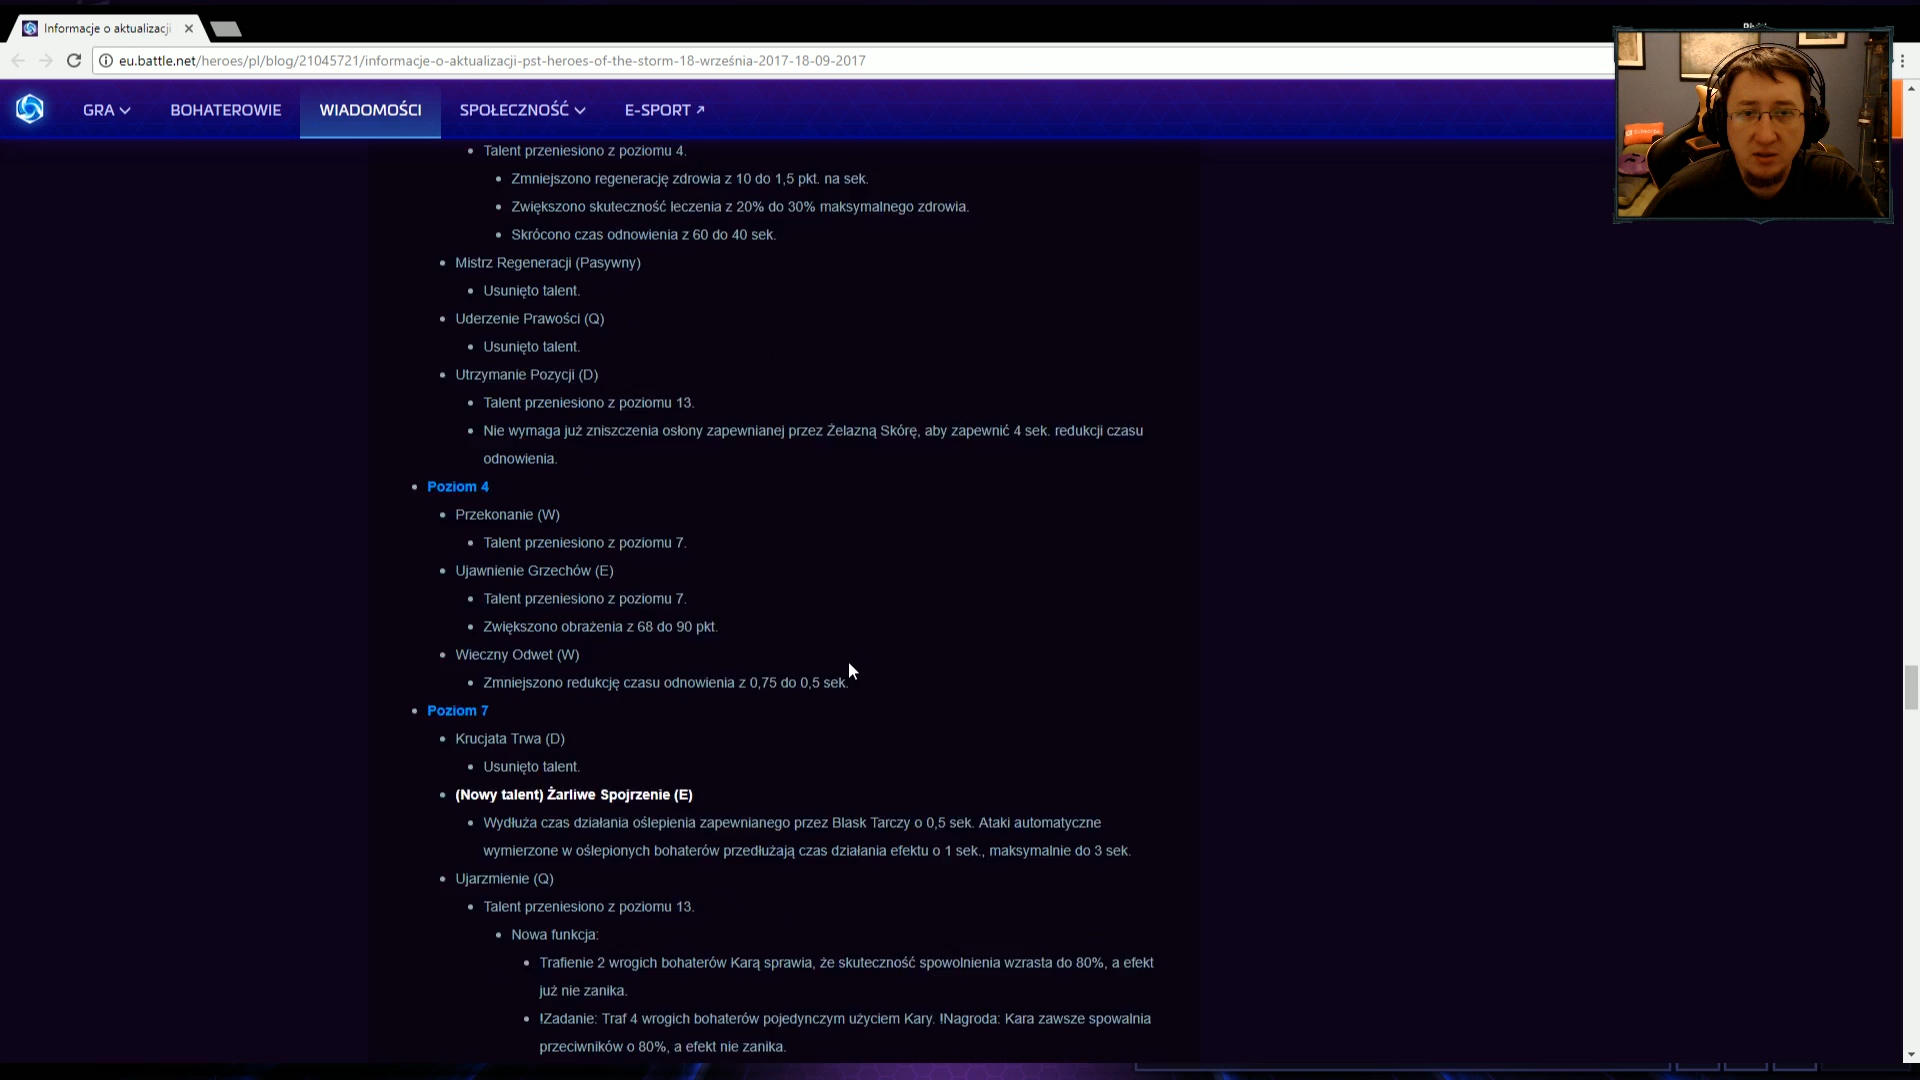 Informacje o aktualizacji
eu.battle.net/heroes/pl/blog/21045721/informacje-o-aktualizacji-pst-heroes-of-the-storm-18-września-2017-18-09-2017
GRA BOHATEROWIE WIADOMOŚCI SPOŁECZNOŚĆ E-SPORT
Talent przeniesiono z poziomu 4.
Zmniejszono regenerację zdrowia z 10 do 1,5 pkt. na sek.
Zwiększono skuteczność leczenia z 20% do 30% maksymalnego zdrowia.
Skrócono czas odnowienia z 60 do 40 sek.
Mistrz Regeneracji (Pasywny)
Usunięto talent.
Uderzenie Prawości (Q)
Usunięto talent.
Utrzymanie Pozycji (D)
Talent przeniesiono z poziomu 13.
Nie wymaga już zniszczenia osłony zapewnianej przez Żelazną Skórę, aby zapewnić 4 sek. redukcji czasu
odnowienia.
Poziom 4
Przekonanie (W)
Talent przeniesiono z poziomu 7.
Ujawnienie Grzechów (E)
Talent przeniesiono z poziomu 7.
Zwiększono obrażenia z 68 do 90 pkt.
Wieczny Odwet (W)
Zmniejszono redukcję czasu odnowienia z 0,75 do 0,5 sek.
Poziom 7
Krucjata Trwa (D)
Usunięto talent.
(Nowy talent) Żarliwe Spojrzenie (E)
Wydłuża czas działania oślepienia zapewnianego przez Blask Tarczy o 0,5 sek. Ataki automatyczne
wymierzone w oślepionych bohaterów przedłużają czas działania efektu o 1 sek., maksymalnie do 3 sek.
Ujarzmienie (Q)
Talent przeniesiono z poziomu 13.
Nowa funkcja:
Trafienie 2 wrogich bohaterów Karą sprawia, że skuteczność spowolnienia wzrasta do 80%, a efekt
już nie zanika.
!Zadanie: Traf 4 wrogich bohaterów pojedynczym użyciem Kary. !Nagroda: Kara zawsze spowalnia
przeciwników o 80%, a efekt nie zanika.